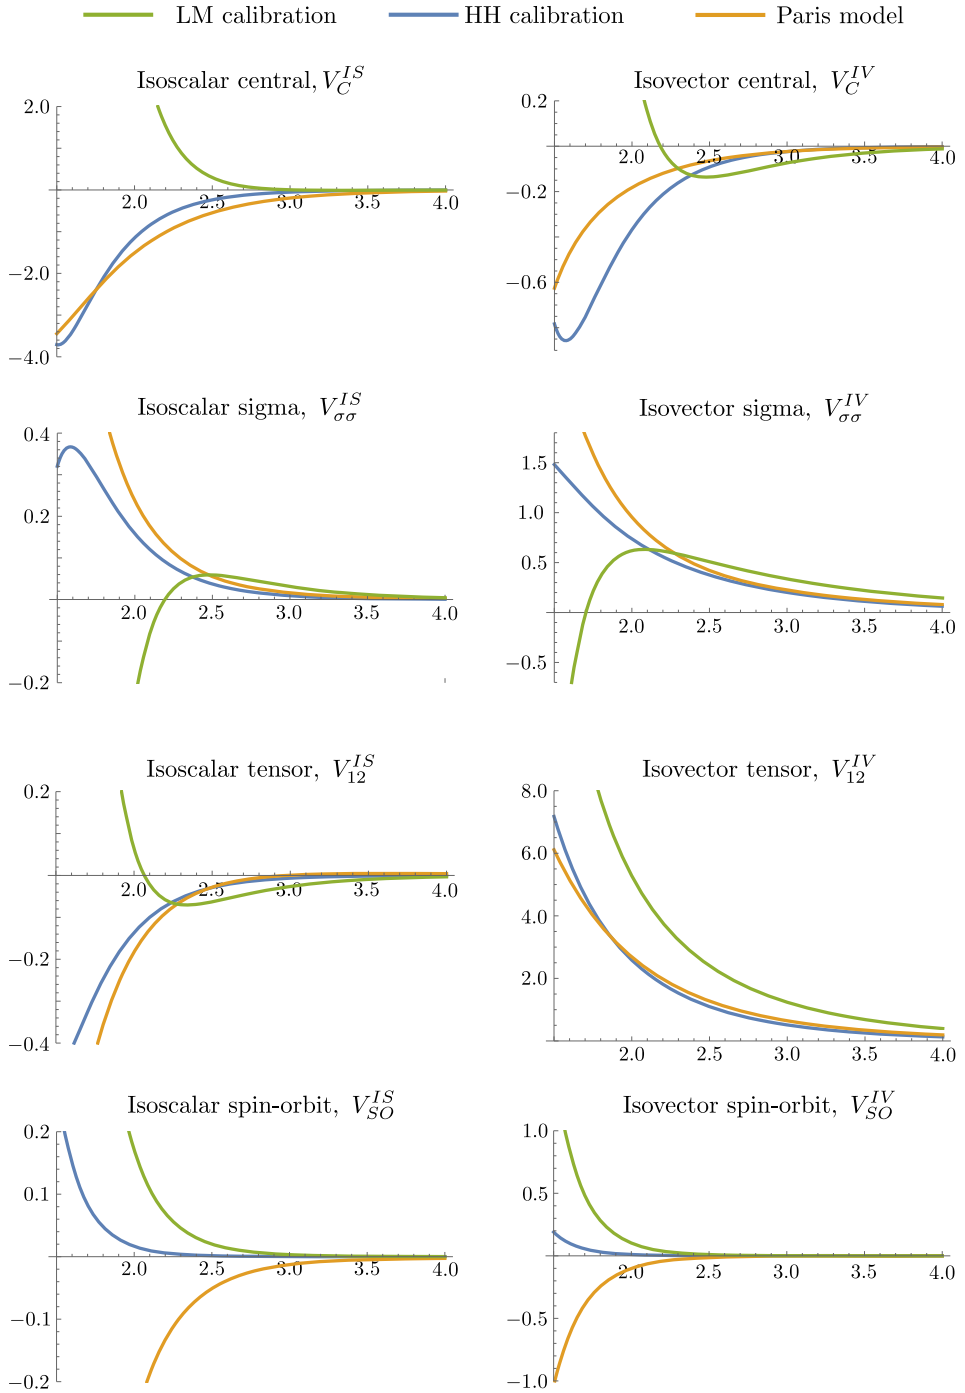 LM calibration HH calibration Paris model
Isoscalar central, V_C^{IS} Isovector central, V_C^{IV}
2.0 −2.0 −4.0 2.0 2.5 3.0 3.5 4.0
0.2 −0.2 −0.6 2.0 2.5 3.0 3.5 4.0
Isoscalar sigma, V_{σσ}^{IS} Isovector sigma, V_{σσ}^{IV}
0.4 0.2 −0.2 2.0 2.5 3.0 3.5 4.0
1.5 1.0 0.5 −0.5 2.0 2.5 3.0 3.5 4.0
Isoscalar tensor, V_{12}^{IS} Isovector tensor, V_{12}^{IV}
0.2 −0.2 −0.4 2.0 2.5 3.0 3.5 4.0
8.0 6.0 4.0 2.0 2.0 2.5 3.0 3.5 4.0
Isoscalar spin-orbit, V_{SO}^{IS} Isovector spin-orbit, V_{SO}^{IV}
0.2 0.1 −0.1 −0.2 2.0 2.5 3.0 3.5 4.0
1.0 0.5 −0.5 −1.0 2.0 2.5 3.0 3.5 4.0